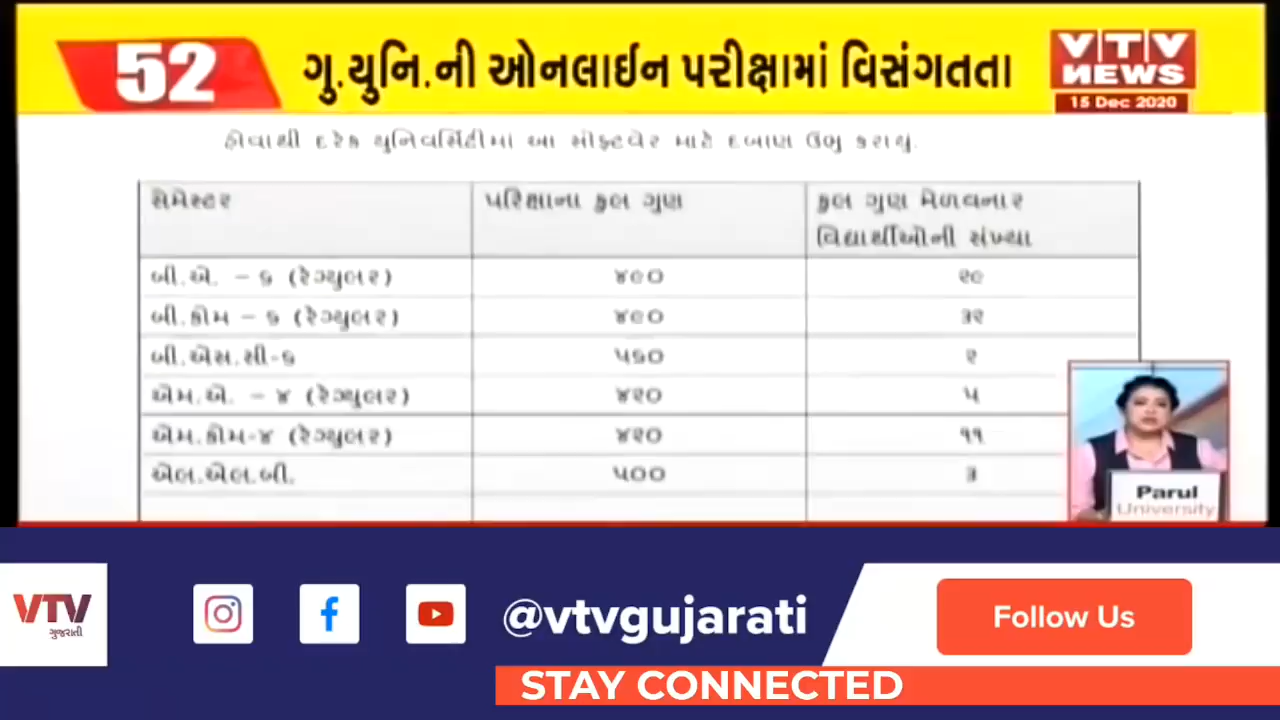 52
ગુ.યુનિ.ની ઓનલાઈન પરીક્ષામાં વિસંગતતા
VTV
NEWS
15 Dec 2020
હોવાથી દરેક યુનિવર્સિટીમાં આ સોફ્ટવેર માટે દબાણ ઉભુ કરાયું.
સેમેસ્ટર પરિક્ષાના કુલ ગુણ કુલ ગુણ મેળવનાર
વિદ્યાર્થીઓની સંખ્યા
બી.એ. – ૬ (રેગ્યુલર) ૪૯૦ ૨૯
બી.કોમ – ૬ (રેગ્યુલર) ૪૯૦ ૩૨
બી.એસ.સી-૬ ૫૬૦ ૨
એમ.એ. – ૪ (રેગ્યુલર) ૪૨૦ ૫
એમ.કોમ-૪ (રેગ્યુલર) ૪૨૦ ૧૧
એલ.એલ.બી. ૫૦૦ ૩
Parul
University
VTV
ગુજરાતી
@vtvgujarati
Follow Us
STAY CONNECTED